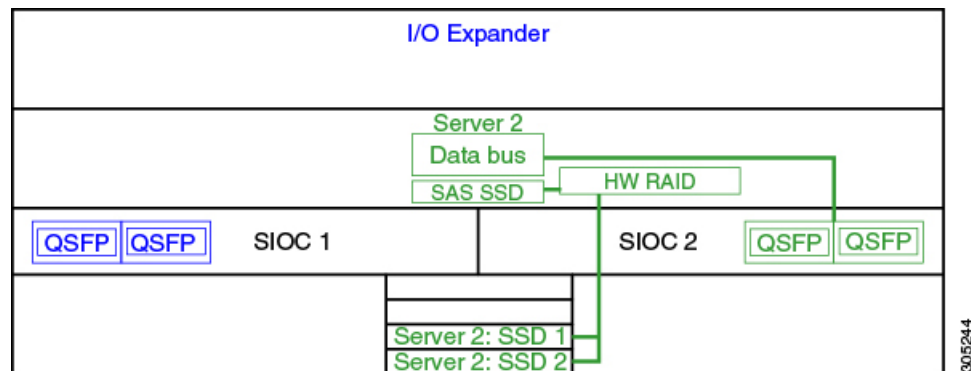 I/O Expander
Server 2
Data bus
HW RAID
SAS SSD
QSFP QSFP SIOC 1 SIOC 2 QSFP QSFP
Server 2: SSD 1
Server 2: SSD 2
305244